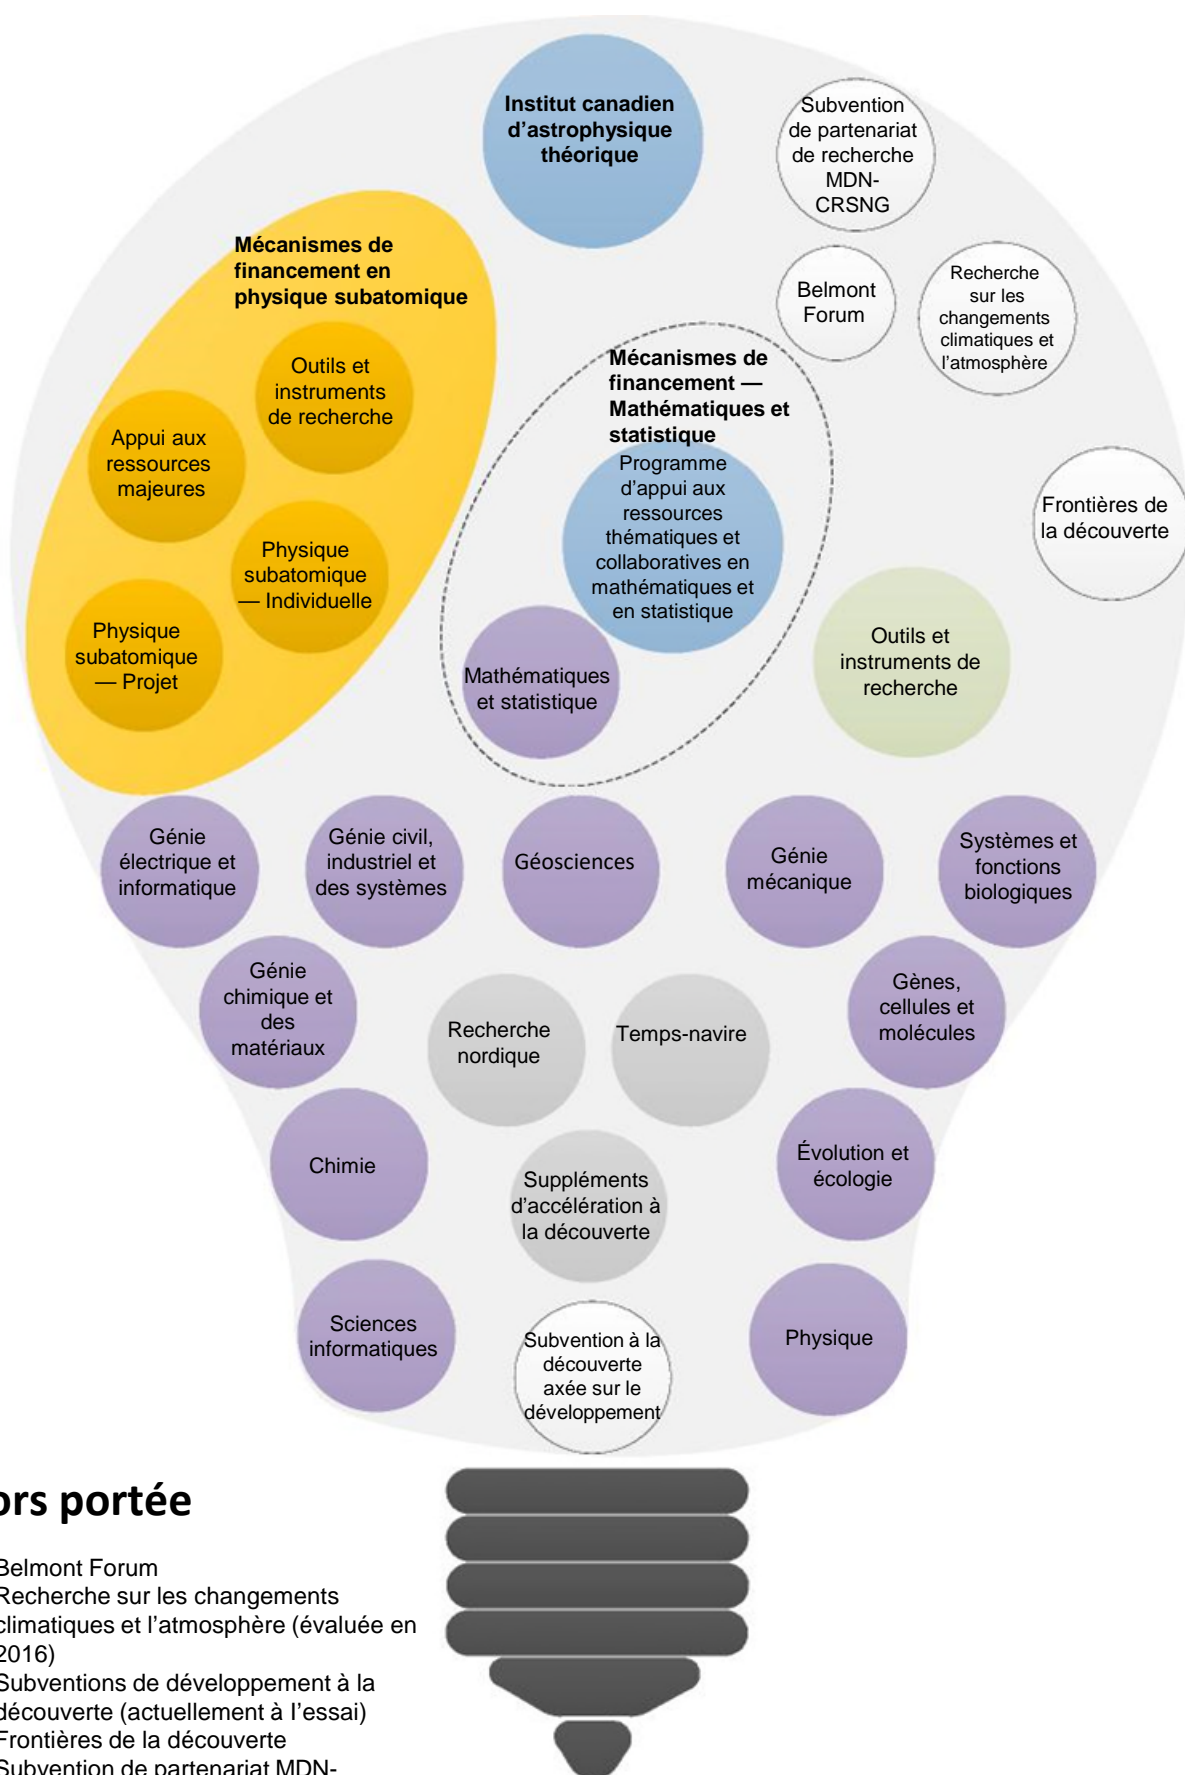 Institut canadien
d'astrophysique
théorique
Subvention
de partenariat
de recherche
MDN-
CRSNG
Mécanismes de
financement en
physique subatomique
Belmont
Forum
Recherche
sur les
changements
climatiques et
l'atmosphère
Outils et
instruments
de recherche
Appui aux
ressources
majeures
Physique
subatomique
— Individuelle
Physique
subatomique
— Projet
Mécanismes de
financement —
Mathématiques et
statistique
Programme
d'appui aux
ressources
thématiques et
collaboratives en
mathématiques et
en statistique
Mathématiques
et statistique
Frontières de
la découverte
Outils et
instruments de
recherche
Génie
électrique et
informatique
Génie civil,
industriel et
des systèmes
Géosciences
Génie
mécanique
Systèmes et
fonctions
biologiques
Génie
chimique et
des
matériaux
Recherche
nordique
Temps-navire
Gènes,
cellules et
molécules
Chimie
Suppléments
d'accélération à
la découverte
Évolution et
écologie
Sciences
informatiques
Subvention à la
découverte
axée sur le
développement
Physique
ors portée
Belmont Forum
Recherche sur les changements
climatiques et l'atmosphère (évaluée en
2016)
Subventions de développement à la
découverte (actuellement à l'essai)
Frontières de la découverte
Subvention de partenariat MDN-